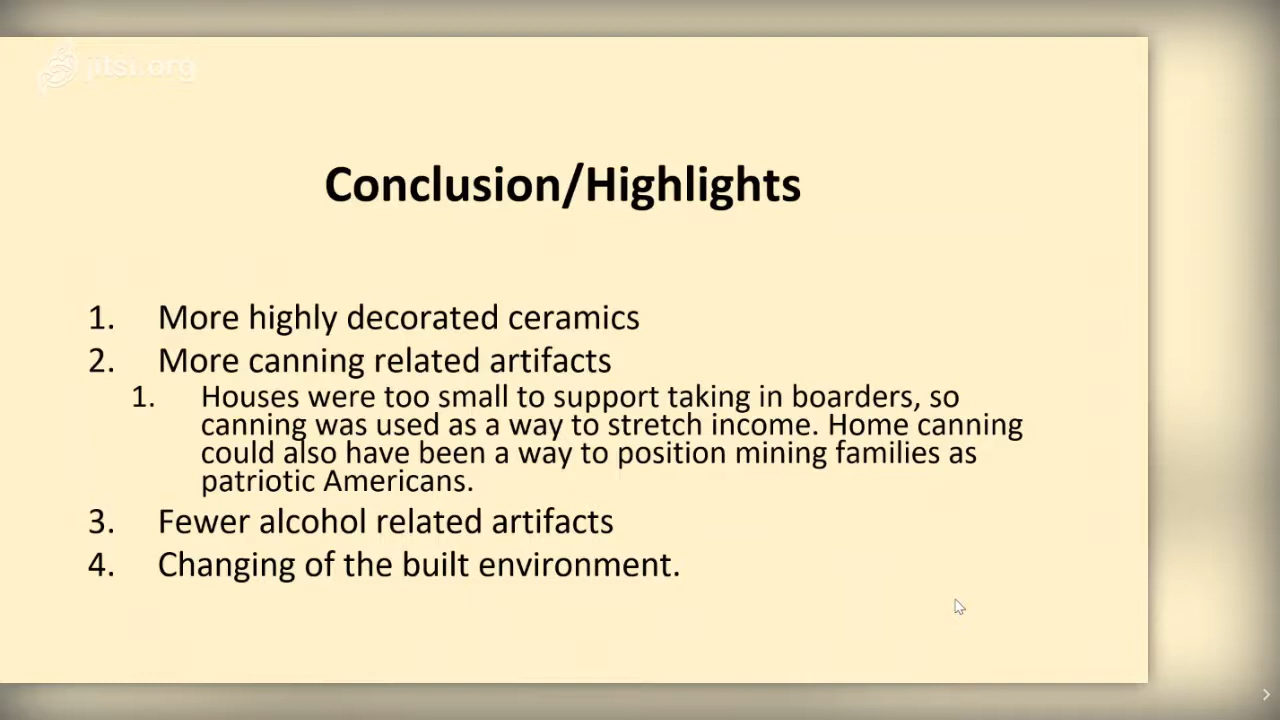 jitsi.org
Conclusion/Highlights
1. More highly decorated ceramics
2. More canning related artifacts
1. Houses were too small to support taking in boarders, so
canning was used as a way to stretch income. Home canning
could also have been a way to position mining families as
patriotic Americans.
3. Fewer alcohol related artifacts
4. Changing of the built environment.